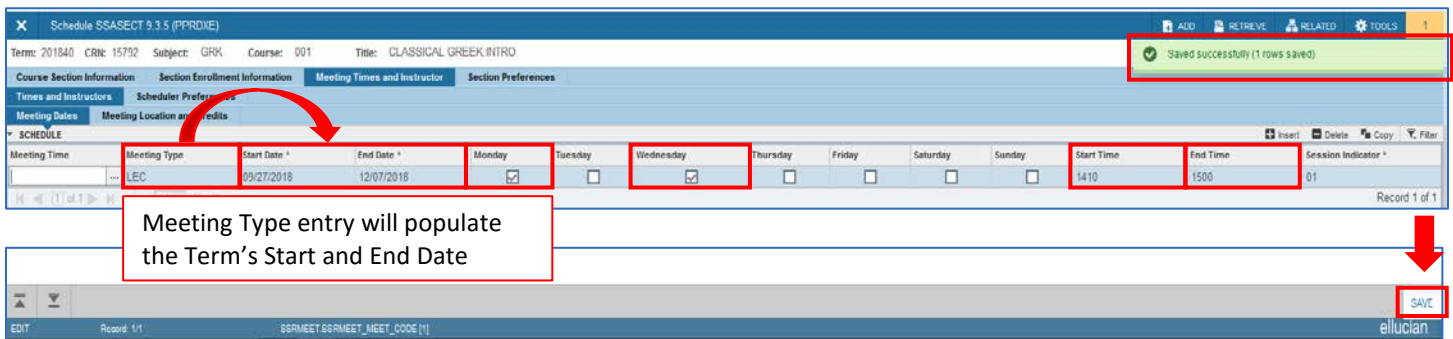 Schedule SSASECT 9.3.5 (PPRDXE) ADD RETRIEVE RELATED TOOLS 1
Term: 201840 CRN: 15792 Subject: GRK Course: 001 Title: CLASSICAL GREEK:INTRO
Saved successfully (1 rows saved)
Course Section Information Section Enrollment Information Meeting Times and Instructor Section Preferences
Times and Instructors Scheduler Preferences
Meeting Dates Meeting Location and Credits
SCHEDULE Insert Delete Copy Filter
Meeting Time Meeting Type Start Date * End Date * Monday Tuesday Wednesday Thursday Friday Saturday Sunday Start Time End Time Session Indicator *
... LEC 09/27/2018 12/07/2018 1410 1500 01
1 of 1 Record 1 of 1
Meeting Type entry will populate
the Term's Start and End Date
SAVE
EDIT Record: 1/1 SSRMEET.SSRMEET_MEET_CODE [1] ellucian